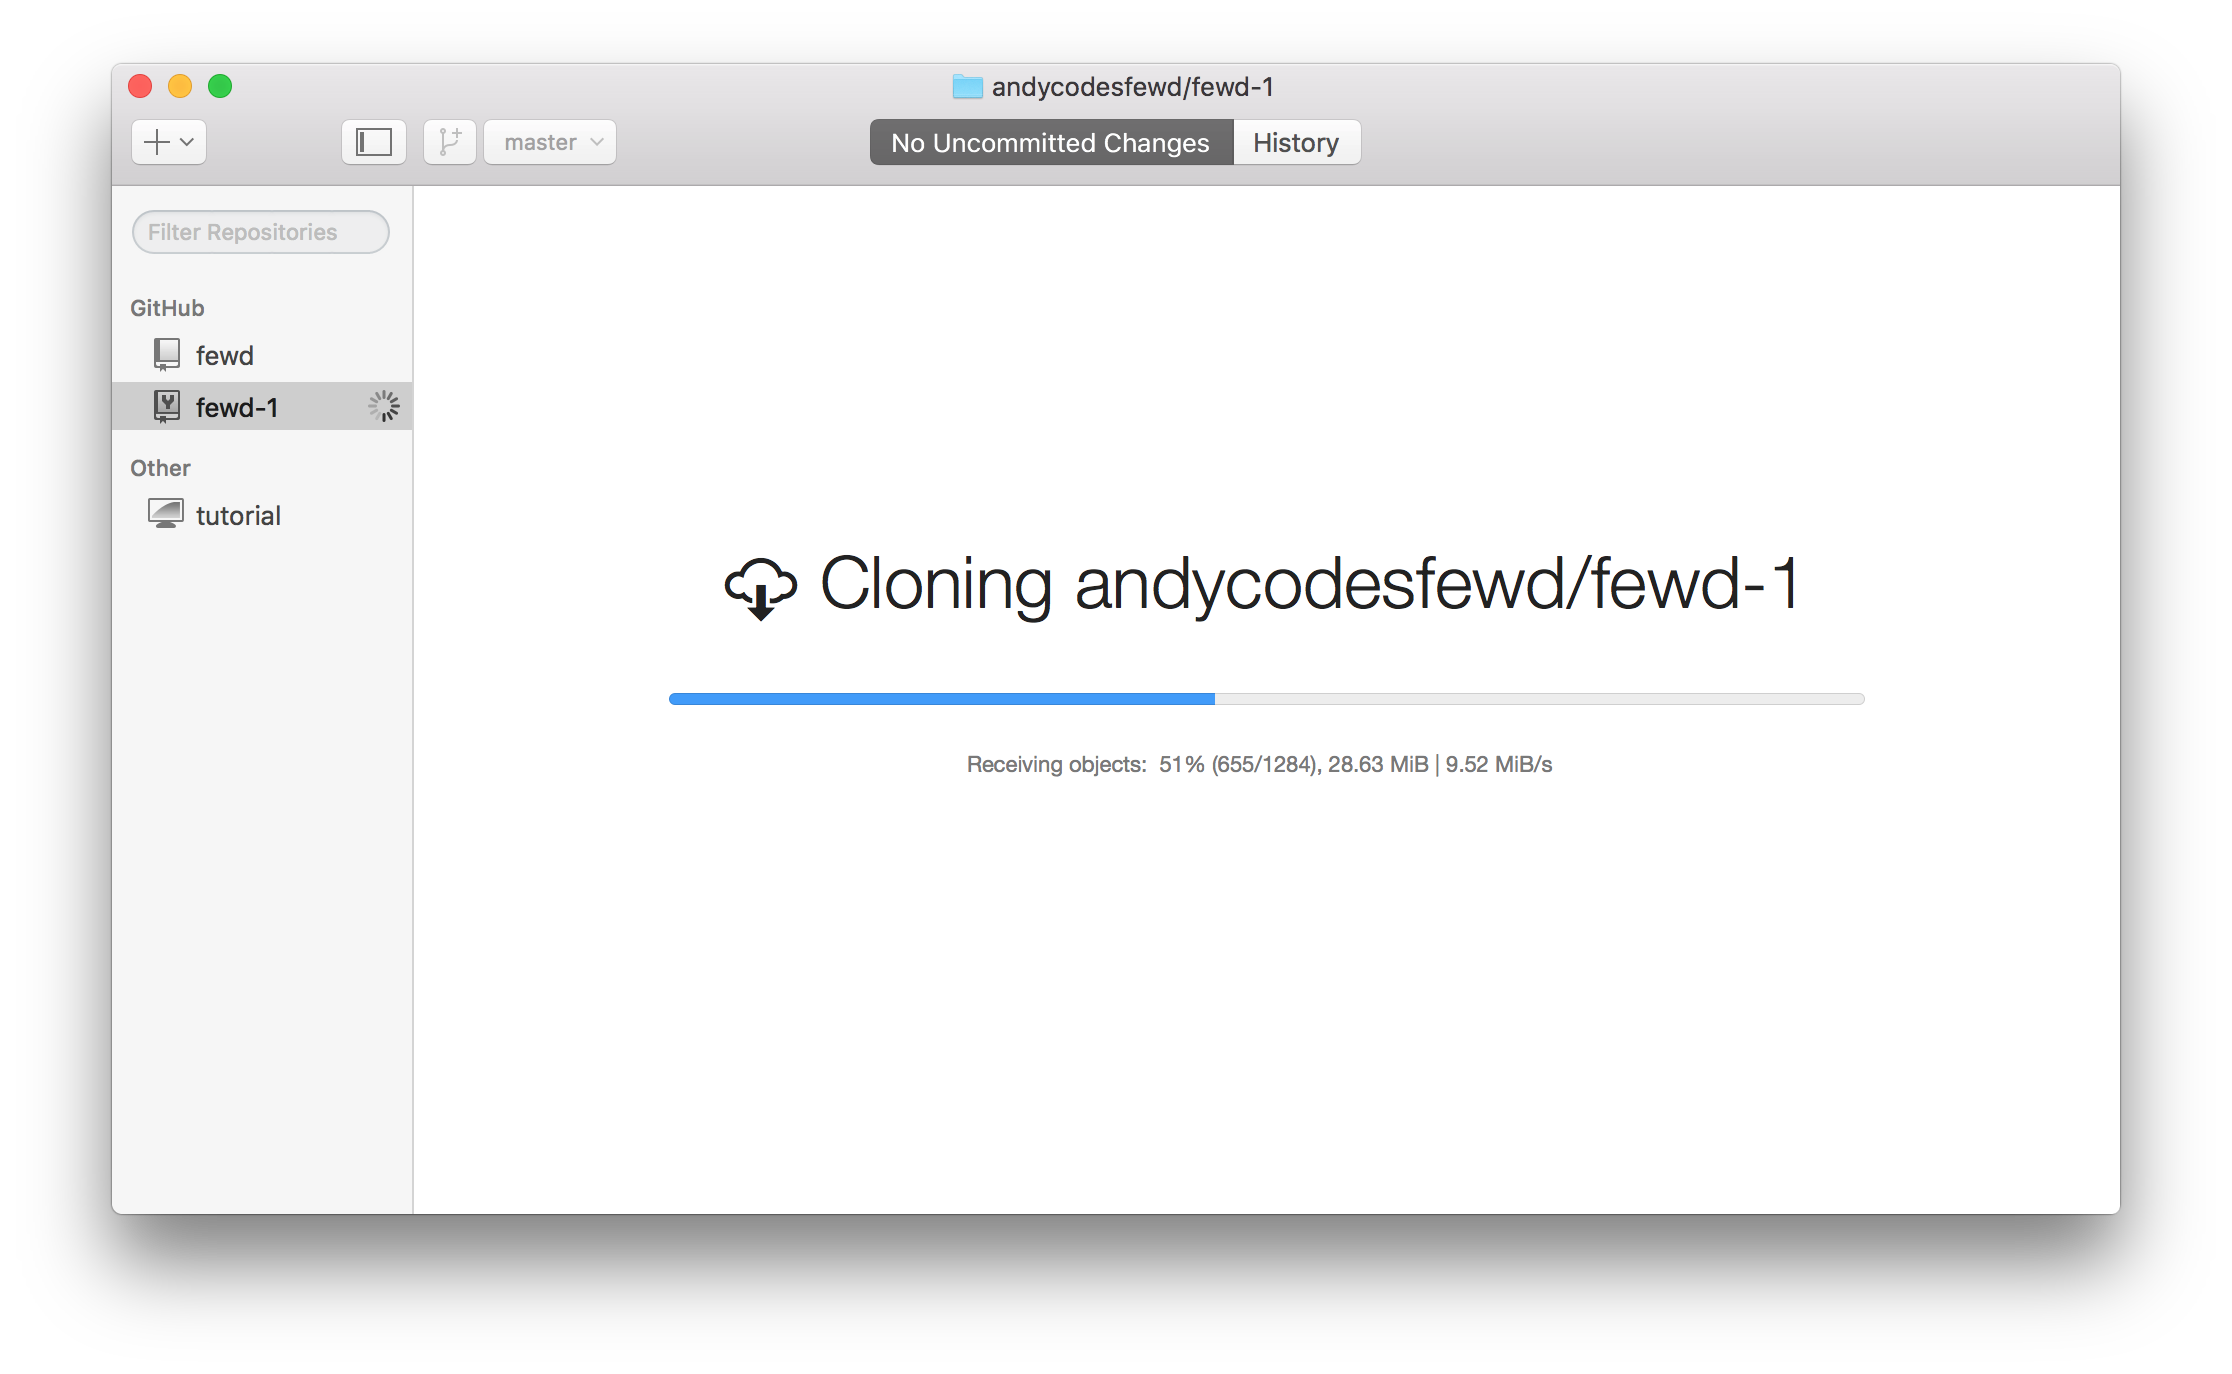 andycodesfewd/fewd-1
master
No Uncommitted Changes
History
Filter Repositories
GitHub
fewd
fewd-1
Other
tutorial
Cloning andycodesfewd/fewd-1
Receiving objects: 51% (655/1284), 28.63 MiB | 9.52 MiB/s